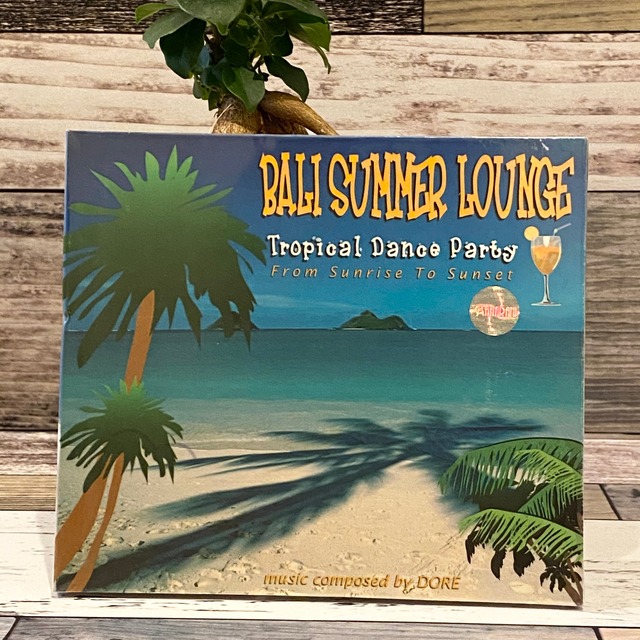 BALI SUMMER LOUNGE
Tropical Dance Party
From Sunrise To Sunset
music composed by DORE